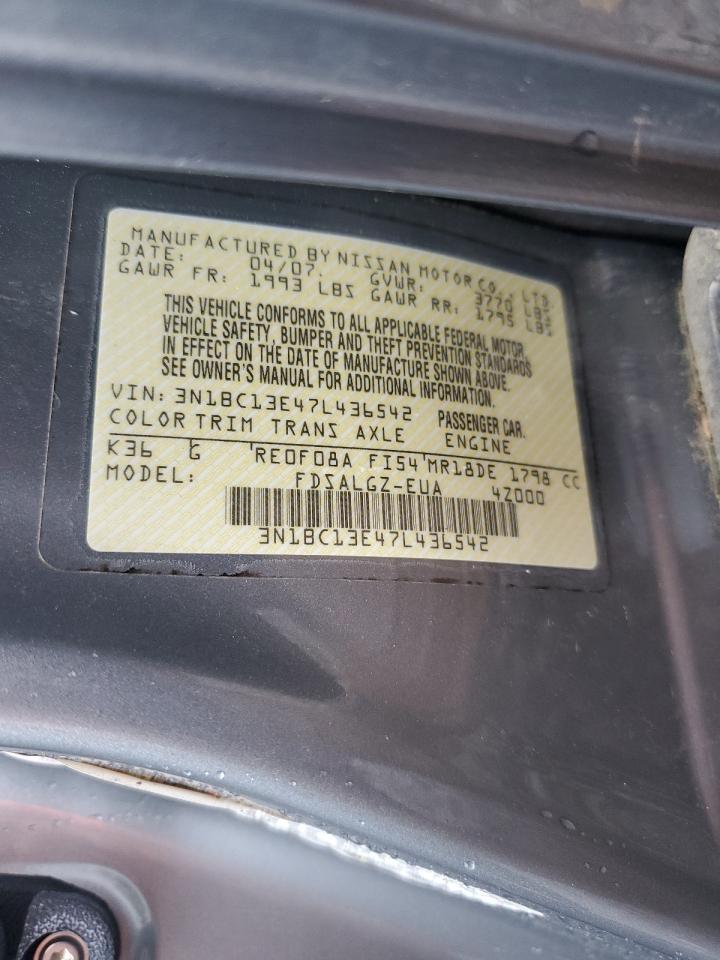 MANUFACTURED BY NISSAN MOTOR CO., LTD.
DATE: 04/07. GVWR: 3770 LBS
GAWR FR: 1993 LBS GAWR RR: 1795 LBS
THIS VEHICLE CONFORMS TO ALL APPLICABLE FEDERAL MOTOR
VEHICLE SAFETY, BUMPER AND THEFT PREVENTION STANDARDS
IN EFFECT ON THE DATE OF MANUFACTURE SHOWN ABOVE.
SEE OWNER'S MANUAL FOR ADDITIONAL INFORMATION.
VIN: 3N1BC13E47L436542 PASSENGER CAR.
COLOR TRIM TRANS AXLE ENGINE
K36 G RE0F08A FI54 MR18DE 1798 CC
MODEL: FDSALGZ-EUA 4Z000
3N1BC13E47L436542